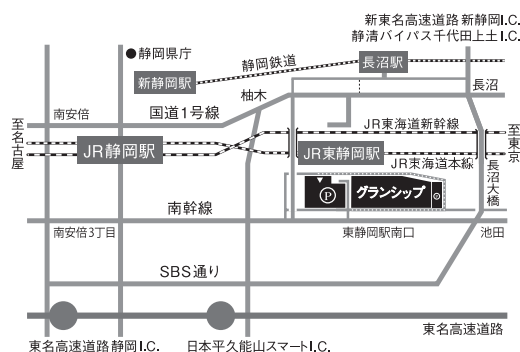 新東名高速道路 新静岡I.C.
静清バイパス千代田上土I.C.
●静岡県庁
静岡鉄道
長沼駅
新静岡駅
柚木
長沼
南安倍
国道1号線
至名古屋
JR静岡駅
JR東海道新幹線
至東京
JR東静岡駅
JR東海道本線
長沼大橋
P
グランシップ
P
南幹線
南安倍3丁目
東静岡駅南口
池田
SBS通り
東名高速道路
東名高速道路 静岡I.C.
日本平久能山スマートI.C.